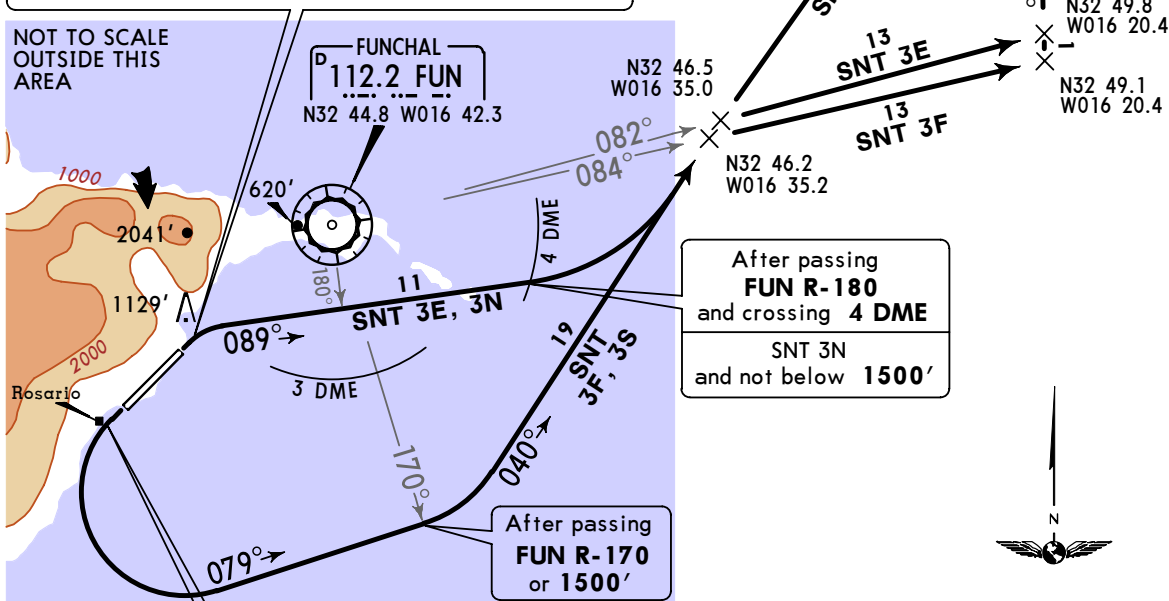 NOT TO SCALE
OUTSIDE THIS
AREA
FUNCHAL
D
112.2 FUN
N32 44.8 W016 42.3
N32 46.5
W016 35.0
13
SNT 3E
13
SNT 3F
N32 49.8
W016 20.4
N32 49.1
W016 20.4
082°
084°
N32 46.2
W016 35.2
1000
2041'
620'
1129'
2000
Rosario
180°
11
SNT 3E, 3N
089°
4 DME
3 DME
19
SNT
3F, 3S
040°
170°
079°
After passing
FUN R-180
and crossing 4 DME
SNT 3N
and not below 1500'
After passing
FUN R-170
or 1500'
N